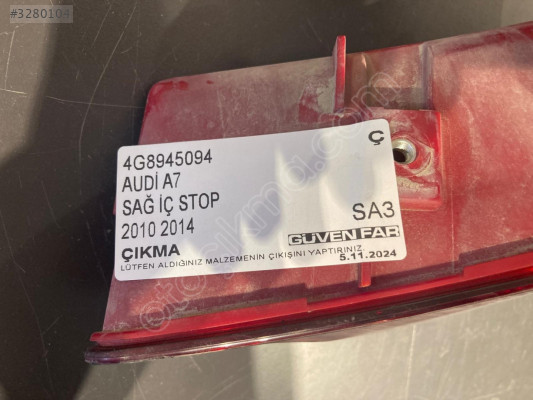 #3280104
4G8945094
Ç
AUDİ A7
SAĞ İÇ STOP
2010 2014
SA3
ÇIKMA
GÜVEN FAR
LÜTFEN ALDIĞINIZ MALZEMENİN ÇIKIŞINI YAPTIRINIZ
5.11.2024